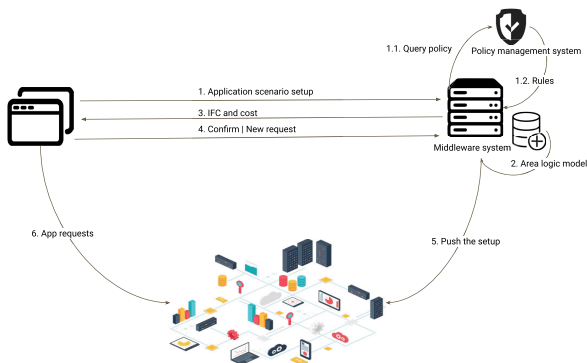 1.1. Query policy
Policy management system
1.2. Rules
1. Application scenario setup
3. IFC and cost
4. Confirm | New request
Middleware system
2. Area logic model
6. App requests
5. Push the setup